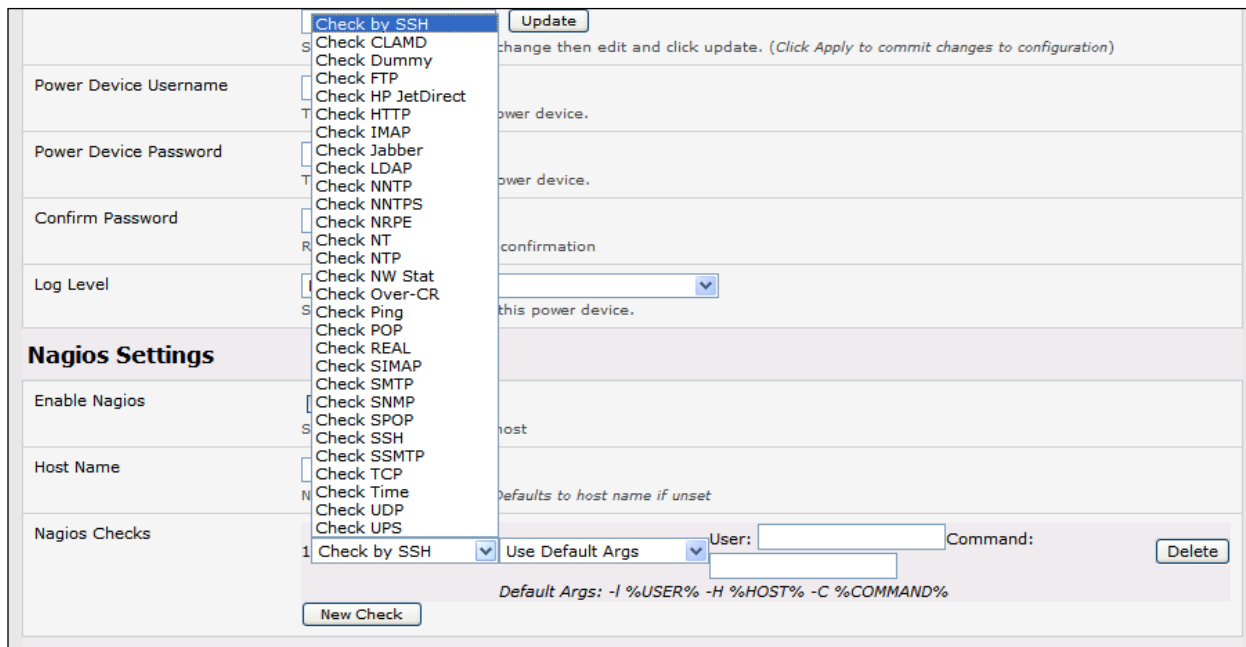 Update
Check by SSH
Check CLAMD
Check Dummy
Check FTP
Check HP JetDirect
Check HTTP
Check IMAP
Check Jabber
Check LDAP
Check NNTP
Check NNTPS
Check NRPE
Check NT
Check NTP
Check NW Stat
Check Over-CR
Check Ping
Check POP
Check REAL
Check SIMAP
Check SMTP
Check SNMP
Check SPOP
Check SSH
Check SSMTP
Check TCP
Check Time
Check UDP
Check UPS
S change then edit and click update. (Click Apply to commit changes to configuration)
Power Device Username
T power device.
Power Device Password
T power device.
Confirm Password
R confirmation
Log Level
S this power device.
Nagios Settings
Enable Nagios
S host
Host Name
N Defaults to host name if unset
Nagios Checks
1 Check by SSH Use Default Args User: Command: Delete
Default Args: -l %USER% -H %HOST% -C %COMMAND%
New Check